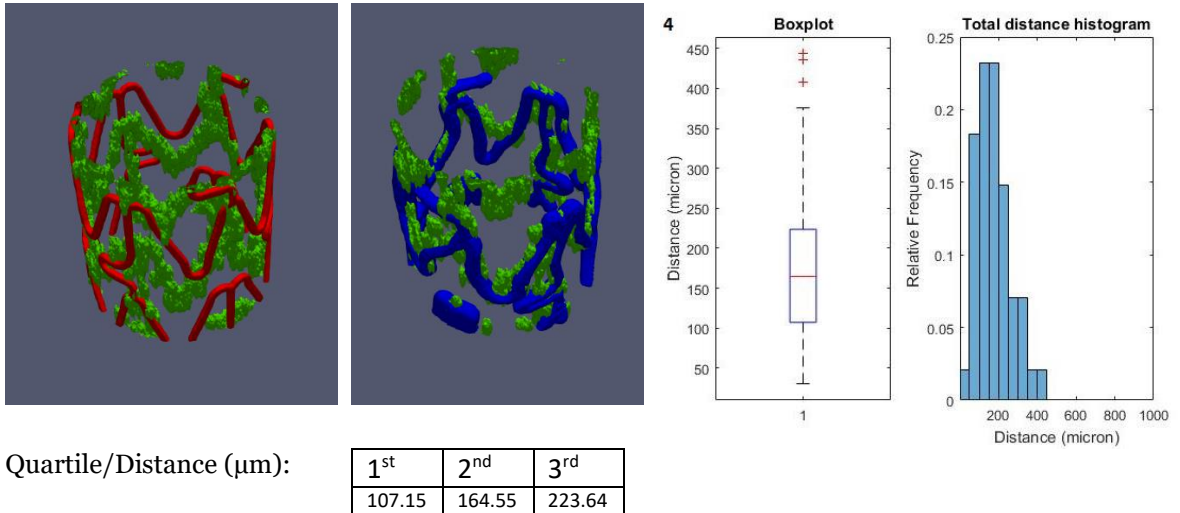 4
Boxplot
450
400
350
300
250
200
150
100
50
Distance (micron)
1
Total distance histogram
0.25
0.2
0.15
0.1
0.05
0
Relative Frequency
200 400 600 800 1000
Distance (micron)
Quartile/Distance (µm):
1st 2nd 3rd
107.15 164.55 223.64